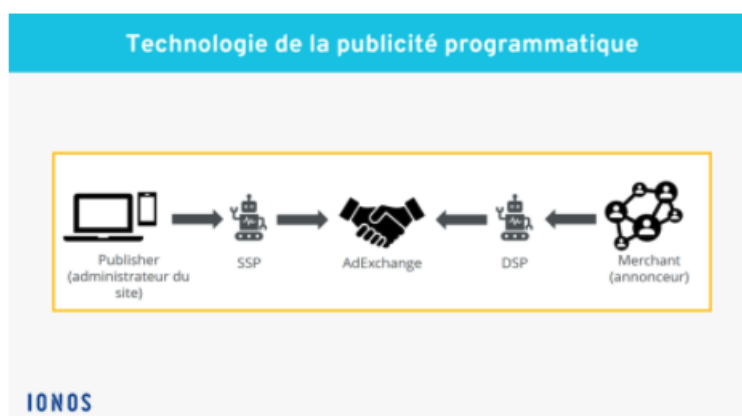 Technologie de la publicité programmatique
Publisher
(administrateur du
site)
SSP
AdExchange
DSP
Merchant
(annonceur)
IONOS